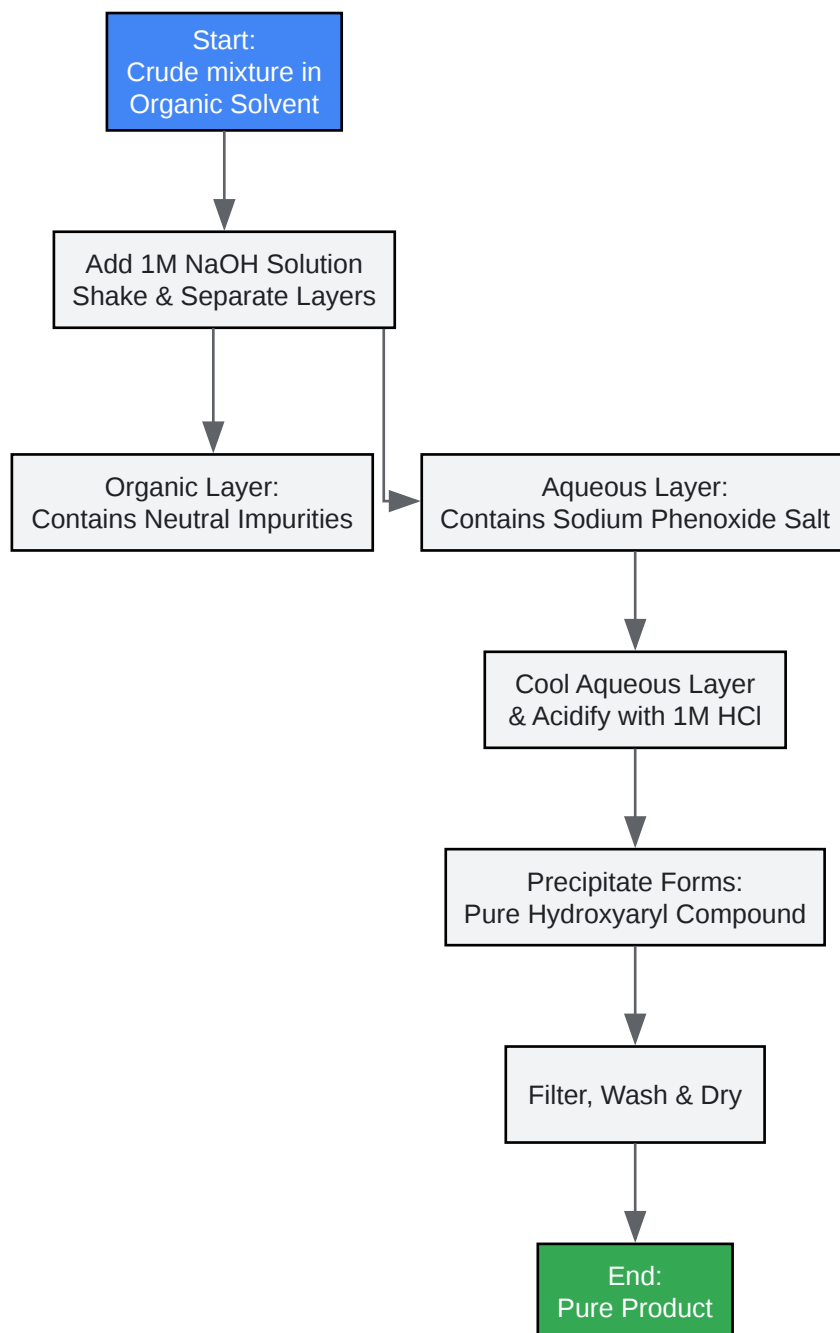 Start:
Crude mixture in
Organic Solvent
Add 1M NaOH Solution
Shake & Separate Layers
Organic Layer:
Contains Neutral Impurities
Aqueous Layer:
Contains Sodium Phenoxide Salt
Cool Aqueous Layer
& Acidify with 1M HCl
Precipitate Forms:
Pure Hydroxyaryl Compound
Filter, Wash & Dry
End:
Pure Product